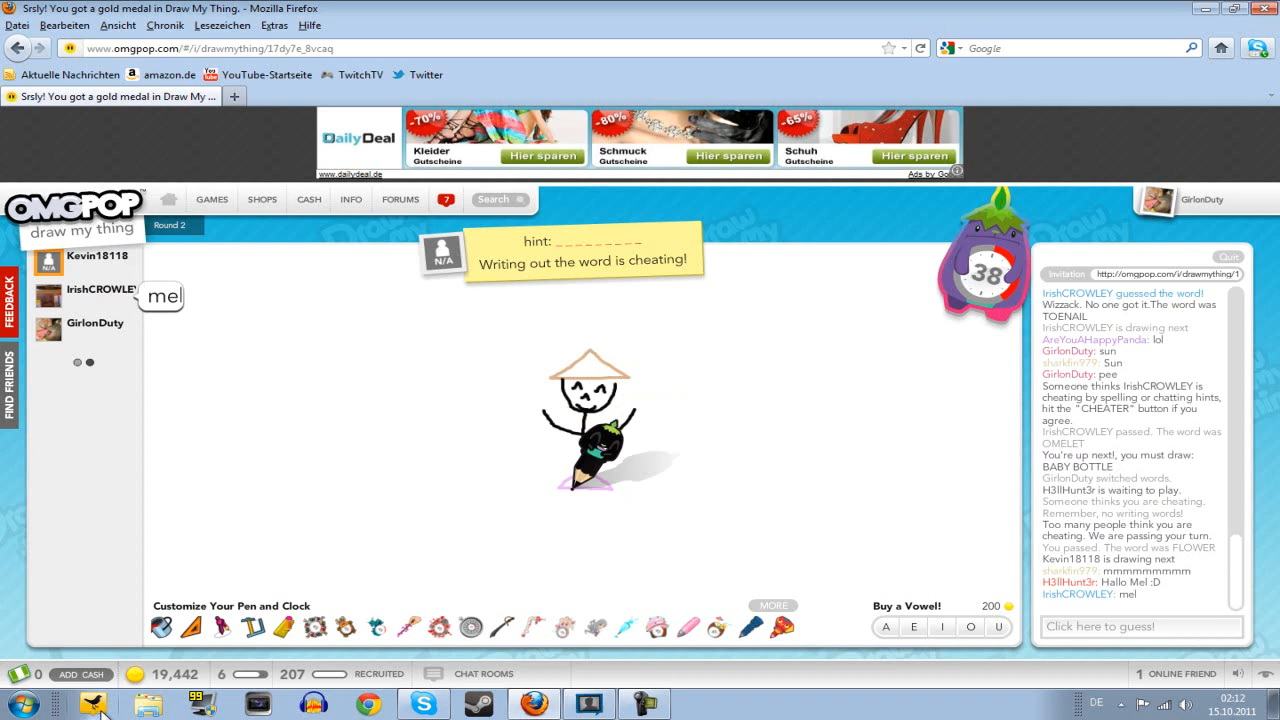 Srsly! You got a gold medal in Draw My Thing. - Mozilla Firefox
Datei Bearbeiten Ansicht Chronik Lesezeichen Extras Hilfe
www.omgpop.com/#/i/drawmything/17dy7e_8vcaq
Google
Aktuelle Nachrichten amazon.de YouTube-Startseite TwitchTV Twitter
Srsly! You got a gold medal in Draw My ...
DailyDeal
-70%
Kleider
Gutscheine
Hier sparen
-80%
Schmuck
Gutscheine
Hier sparen
-65%
Schuh
Gutscheine
Hier sparen
www.dailydeal.de
Ads by Go
OMGPOP
draw my thing
GAMES SHOPS CASH INFO FORUMS 7 Search
GirlonDuty
Round 2
N/A
hint: _ _ _ _ _ _ _ _ _
Writing out the word is cheating!
38
FEEDBACK
FIND FRIENDS
N/A
Kevin18118
IrishCROWLEY
mel
GirlonDuty
Quit
Invitation http://omgpop.com/i/drawmything/1
IrishCROWLEY guessed the word!
Wizzack. No one got it.The word was
TOENAIL
IrishCROWLEY is drawing next
AreYouAHappyPanda: lol
GirlonDuty: sun
sharkfin979: Sun
GirlonDuty: pee
Someone thinks IrishCROWLEY is
cheating by spelling or chatting hints,
hit the "CHEATER" button if you
agree.
IrishCROWLEY passed. The word was
OMELET
You're up next!, you must draw:
BABY BOTTLE
GirlonDuty switched words.
H3llHunt3r is waiting to play.
Someone thinks you are cheating.
Remember, no writing words!
Too many people think you are
cheating. We are passing your turn.
You passed. The word was FLOWER
Kevin18118 is drawing next
sharkfin979: mmmmmmmmm
H3llHunt3r: Hallo Mel :D
IrishCROWLEY: mel
Click here to guess!
Customize Your Pen and Clock
MORE
Buy a Vowel!
200
A E I O U
0 ADD CASH 19,442 6 207 RECRUITED CHAT ROOMS
1 ONLINE FRIEND
99
DE
02:12
15.10.2011